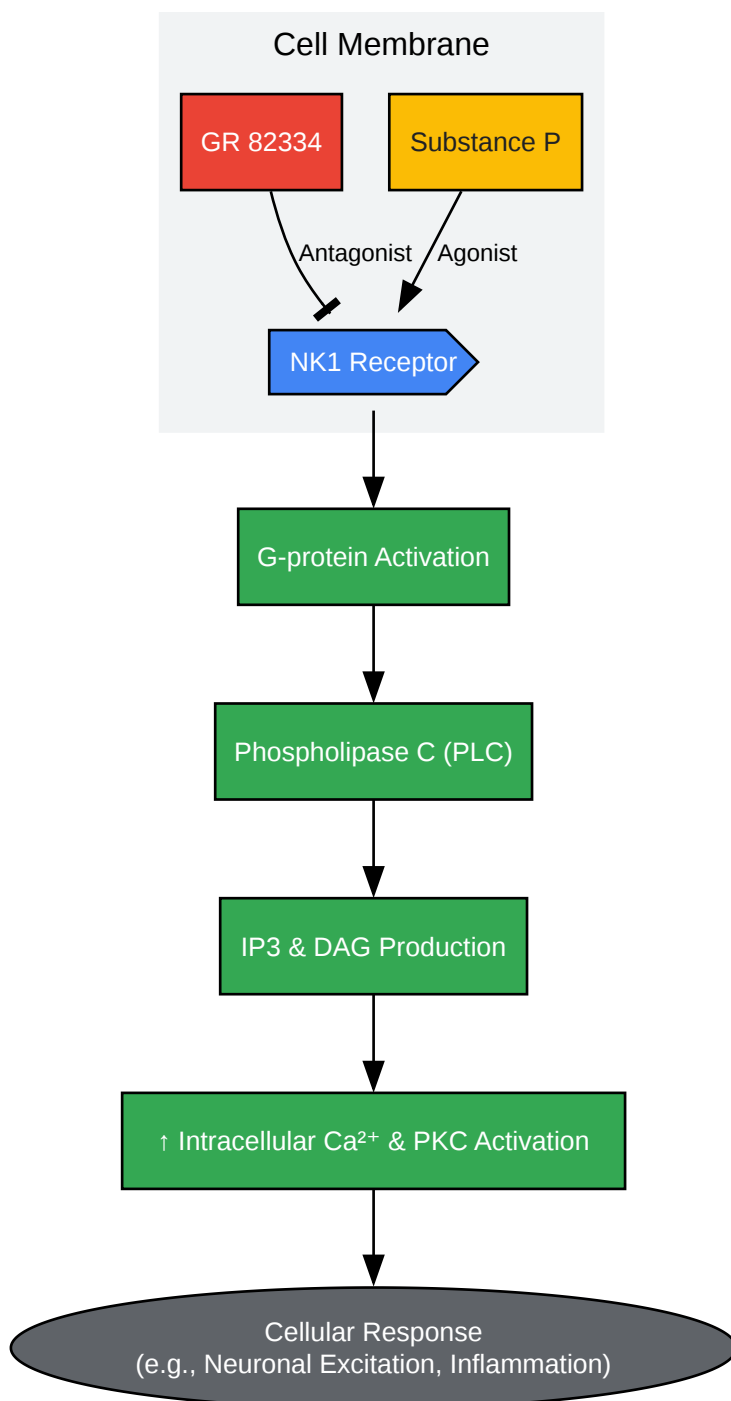 Cell Membrane
GR 82334
Substance P
Antagonist
Agonist
NK1 Receptor
G-protein Activation
Phospholipase C (PLC)
IP3 & DAG Production
↑ Intracellular Ca²⁺ & PKC Activation
Cellular Response
(e.g., Neuronal Excitation, Inflammation)